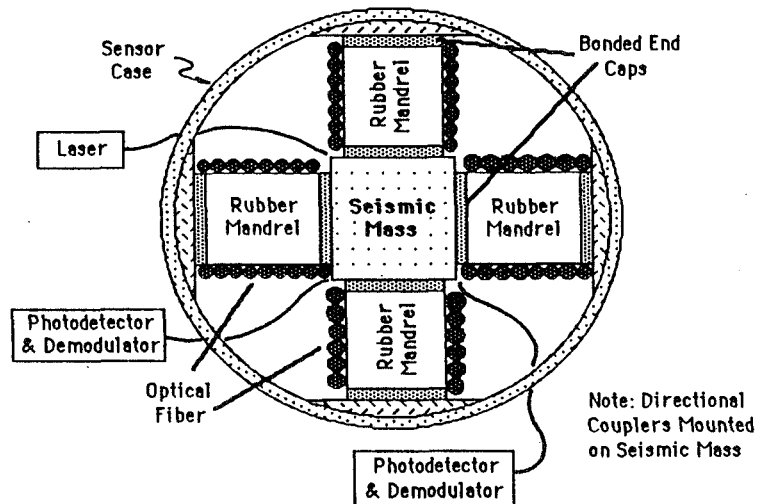 Sensor
Case
Bonded End
Caps
Rubber
Mandrel
Laser
Rubber
Mandrel
Seismic
Mass
Rubber
Mandrel
Photodetector
& Demodulator
Rubber
Mandrel
Optical
Fiber
Note: Directional
Couplers Mounted
on Seismic Mass
Photodetector
& Demodulator